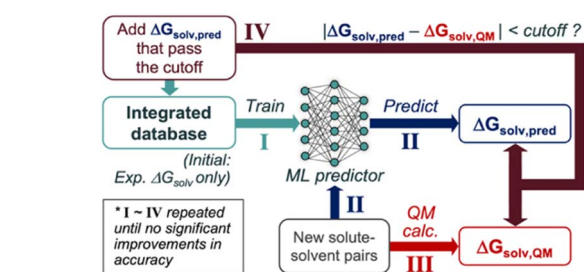 Add ΔGsolv,pred
that pass
the cutoff
IV
|ΔGsolv,pred – ΔGsolv,QM| < cutoff ?
Integrated
database
Train
I
Predict
II
ΔGsolv,pred
(Initial:
Exp. ΔGsolv only)
ML predictor
II
* I ~ IV repeated
until no significant
improvements in
accuracy
New solute-
solvent pairs
QM
calc.
III
ΔGsolv,QM